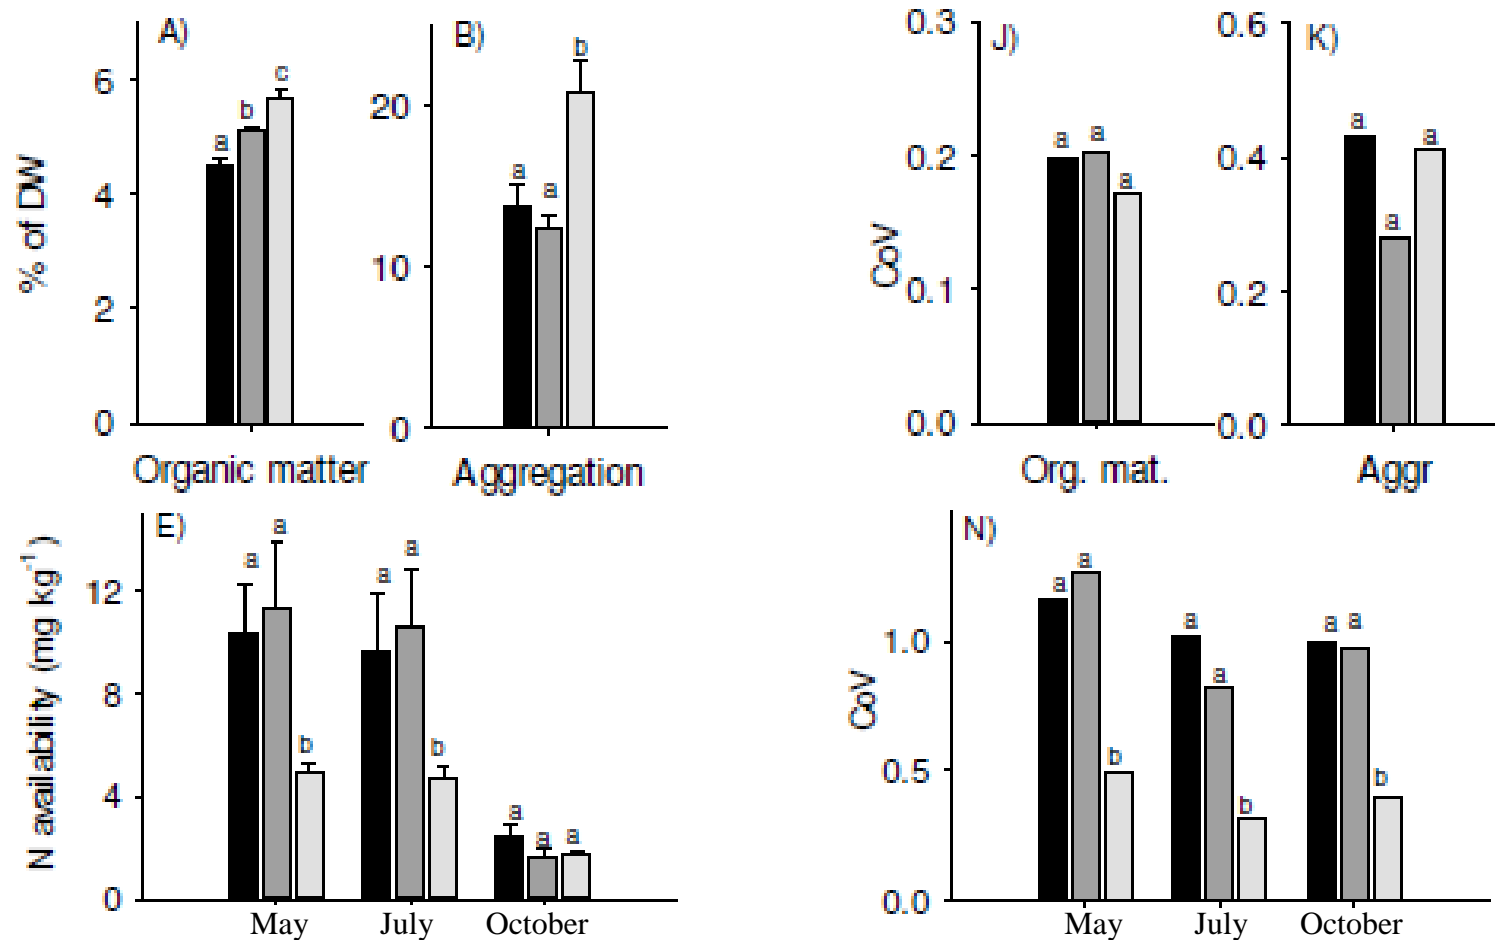 A)
% of DW
6
4
2
0
a
b
c
Organic matter
B)
20
10
0
a
a
b
Aggregation
J)
CoV
0.3
0.2
0.1
0.0
a
a
a
Org. mat.
K)
0.6
0.4
0.2
0.0
a
a
a
Aggr
E)
N availability (mg kg⁻¹)
12
8
4
0
a
a
b
a
a
b
a
a
a
May July October
N)
CoV
1.0
0.5
0.0
a
a
b
a
a
b
a
a
b
May July October